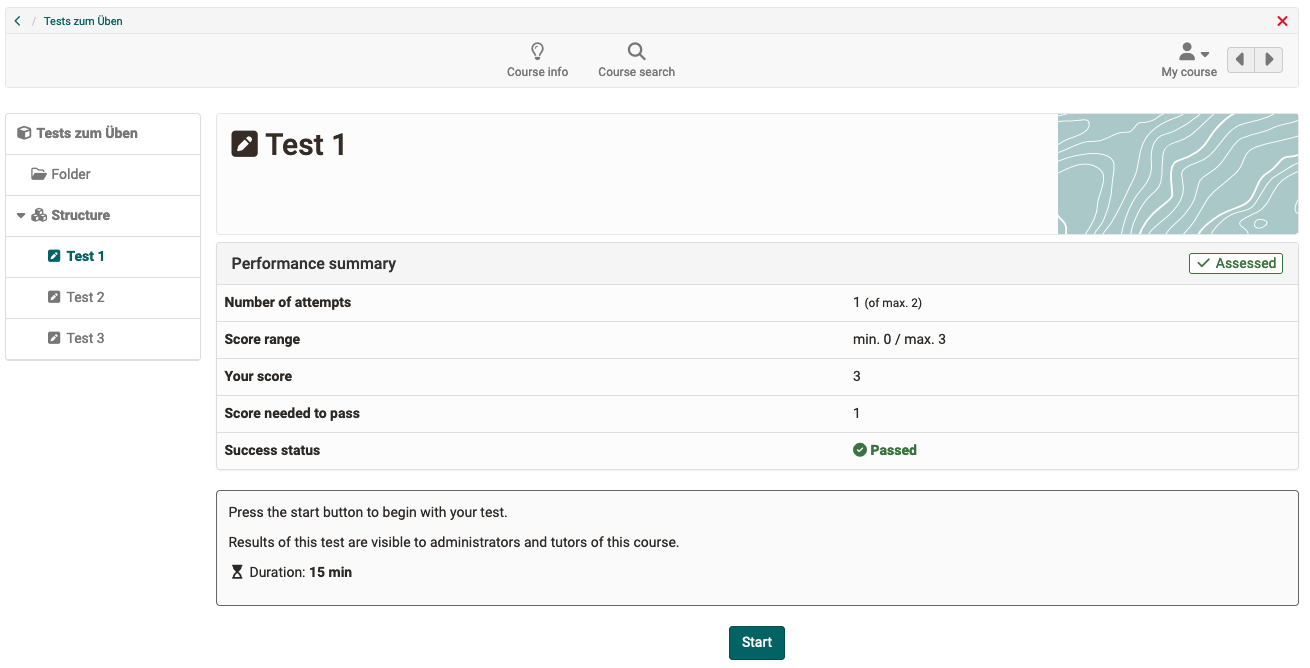 / Tests zum Üben
Course info
Course search
My course
Tests zum Üben
Folder
Structure
Test 1
Test 2
Test 3
Test 1
Performance summary
Assessed
Number of attempts 1 (of max. 2)
Score range min. 0 / max. 3
Your score 3
Score needed to pass 1
Success status Passed
Press the start button to begin with your test.
Results of this test are visible to administrators and tutors of this course.
Duration: 15 min
Start